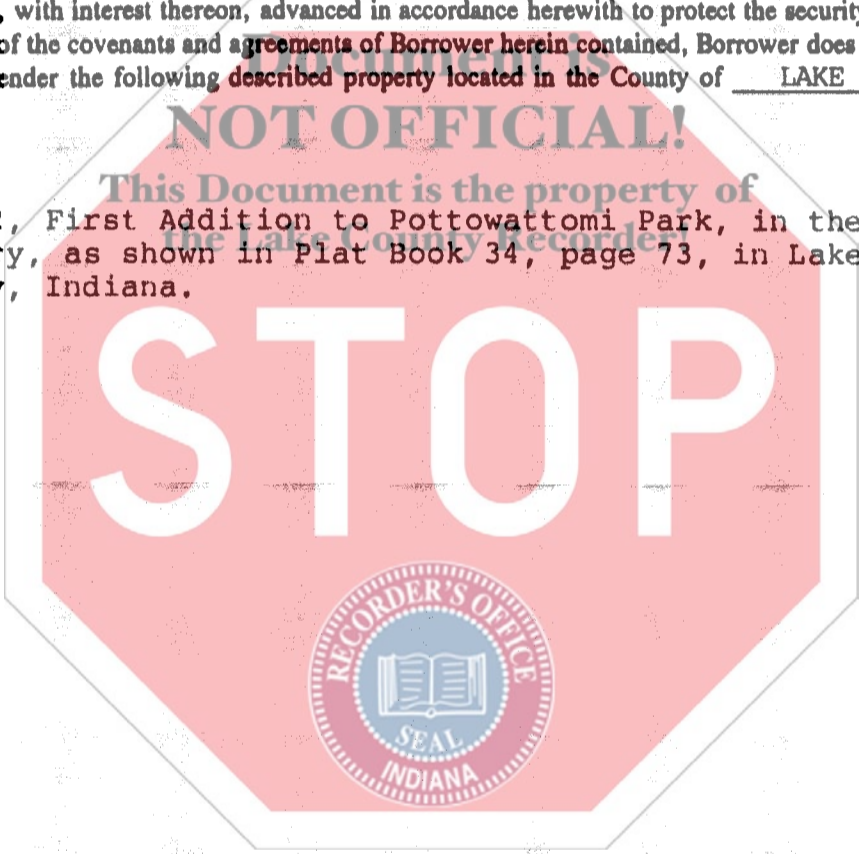 , with interest thereon, advanced in accordance herewith to protect the security
of the covenants and agreements of Borrower herein contained, Borrower does
ender the following described property located in the County of LAKE
Document is
NOT OFFICIAL!
This Document is the property of
the Lake County Recorder!
, First Addition to Pottowattomi Park, in the
y, as shown in Plat Book 34, page 73, in Lake
, Indiana.
STOP
RECORDER'S OFFICE
SEAL
INDIANA